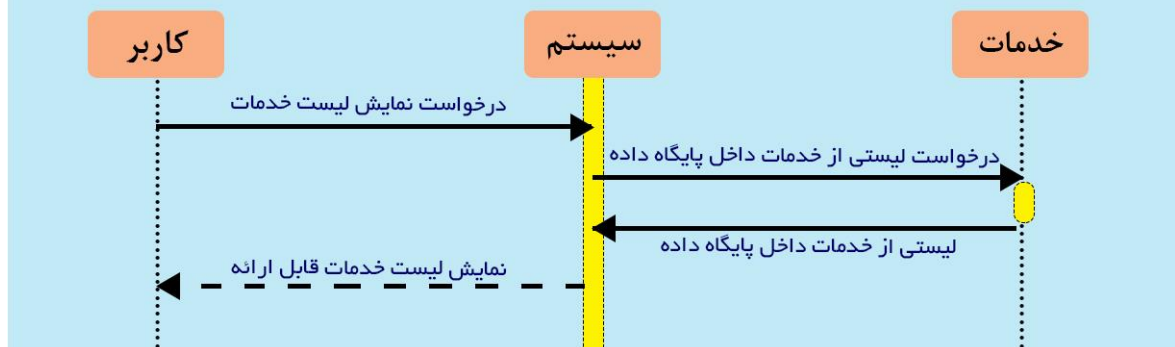 کاربر
سیستم
خدمات
درخواست نمایش لیست خدمات
درخواست لیستی از خدمات داخل پایگاه داده
لیستی از خدمات داخل پایگاه داده
نمایش لیست خدمات قابل ارائه